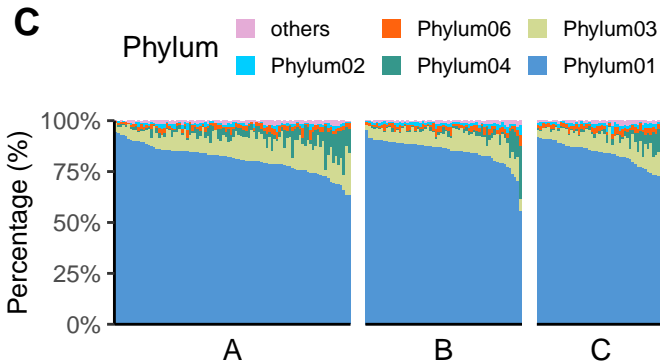 C
Phylum
others
Phylum06
Phylum03
Phylum02
Phylum04
Phylum01
Percentage (%)
100%
75%
50%
25%
0%
A
B
C